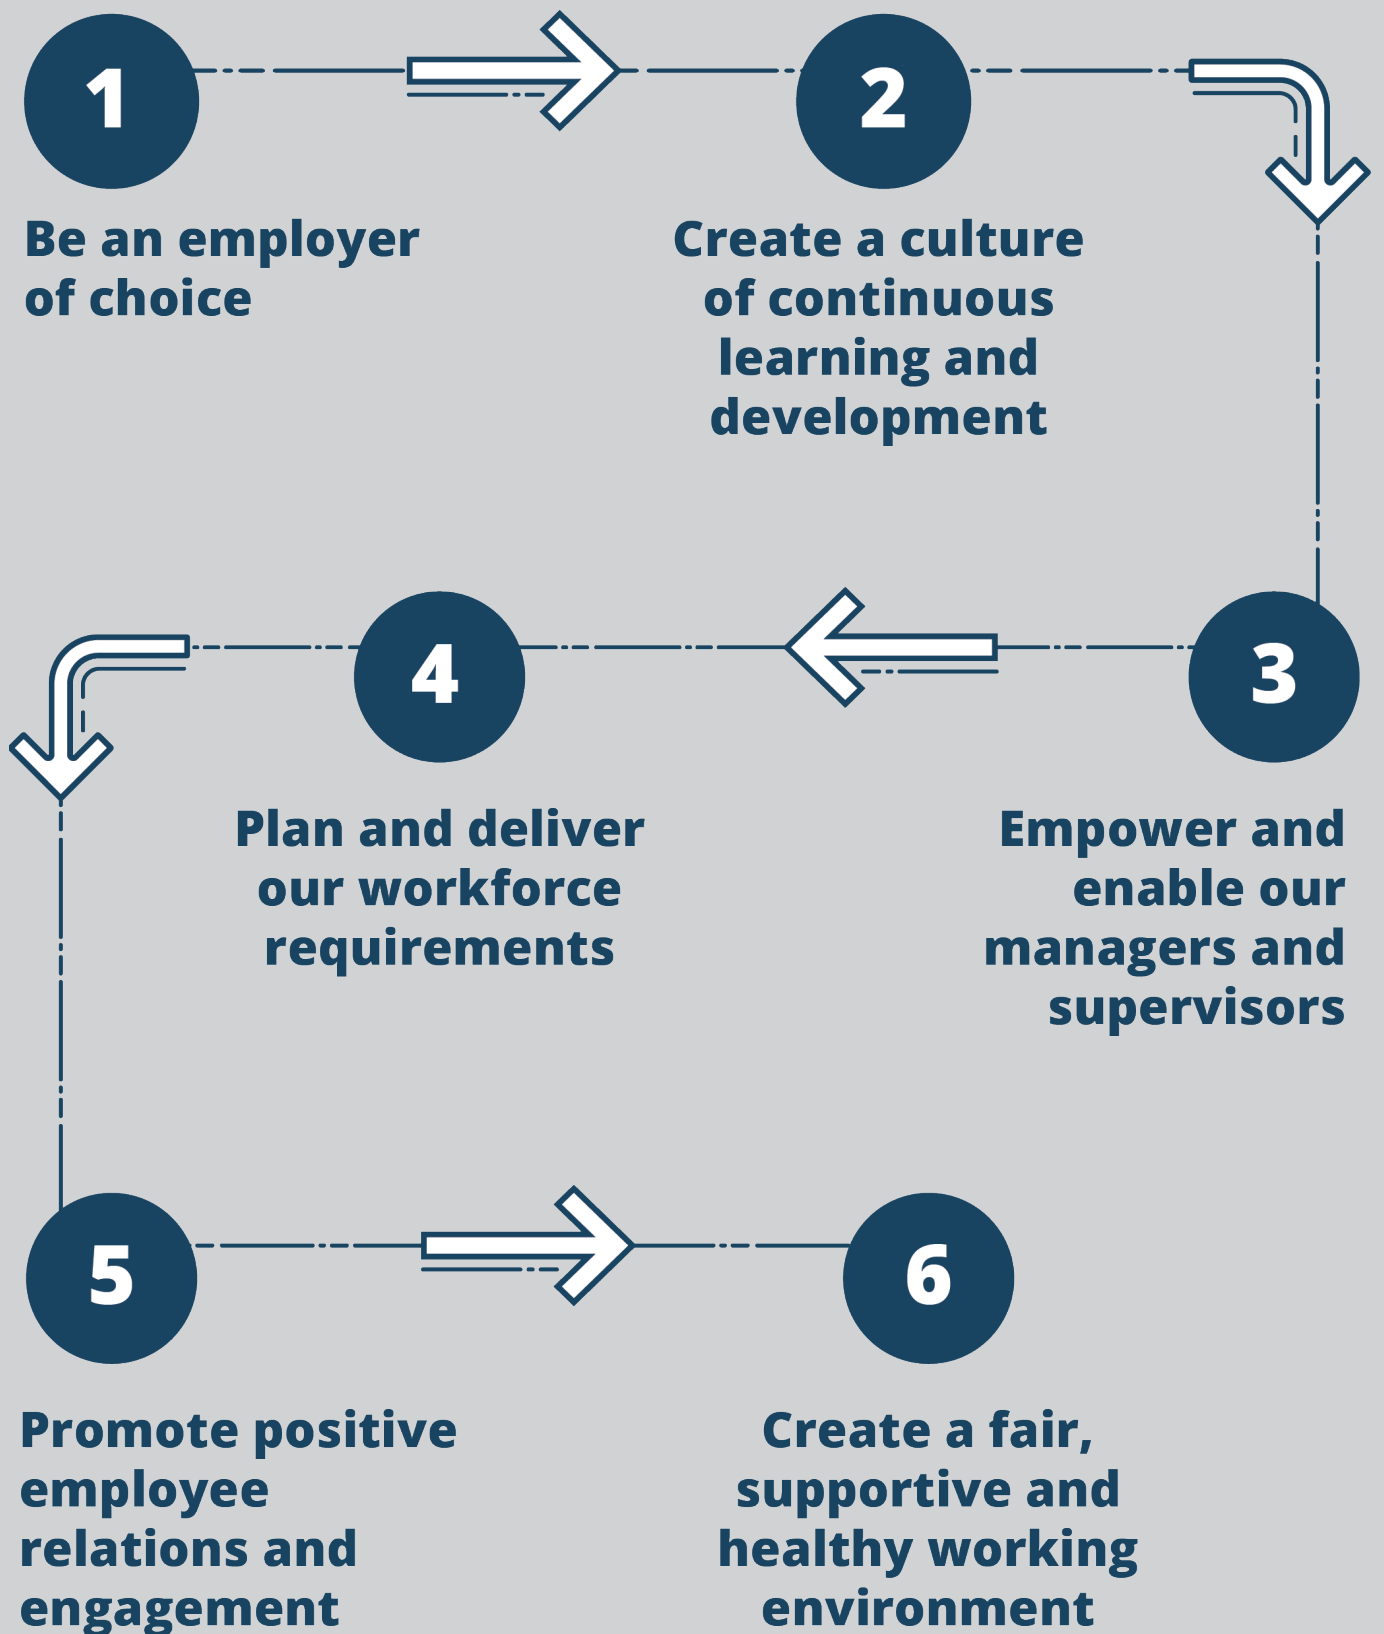 1
Be an employer
of choice
2
Create a culture
of continuous
learning and
development
3
Empower and
enable our
managers and
supervisors
4
Plan and deliver
our workforce
requirements
5
Promote positive
employee
relations and
engagement
6
Create a fair,
supportive and
healthy working
environment